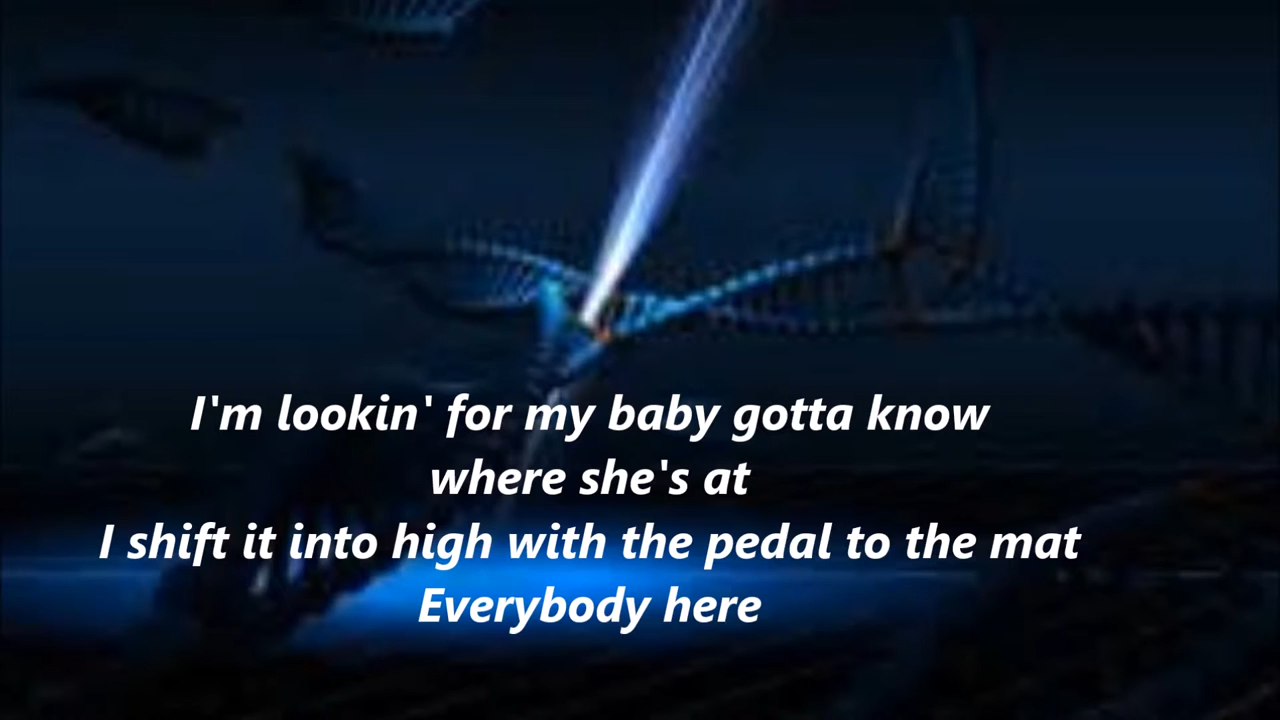 I'm lookin' for my baby gotta know
where she's at
I shift it into high with the pedal to the mat
Everybody here